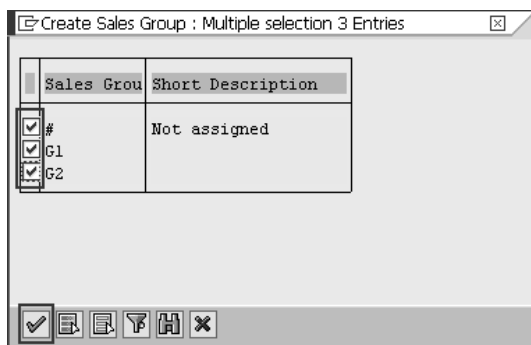 Create Sales Group : Multiple selection 3 Entries
Sales Grou Short Description
# Not assigned
G1
G2